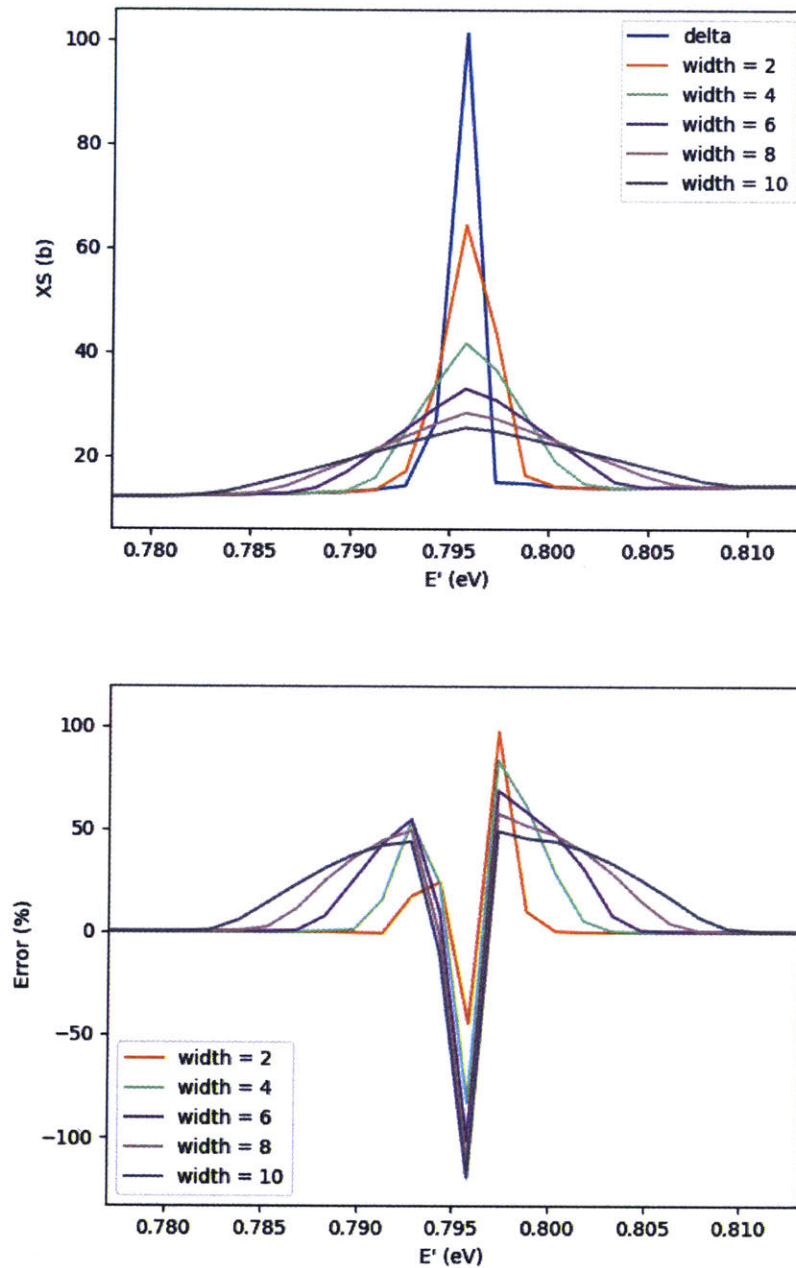 100
80
60
40
20
XS (b)
delta
width = 2
width = 4
width = 6
width = 8
width = 10
0.780 0.785 0.790 0.795 0.800 0.805 0.810
E' (eV)
100
50
0
−50
−100
Error (%)
width = 2
width = 4
width = 6
width = 8
width = 10
0.780 0.785 0.790 0.795 0.800 0.805 0.810
E' (eV)